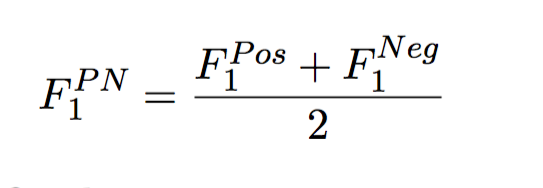 F_1^{PN} = \frac{F_1^{Pos} + F_1^{Neg}}{2}